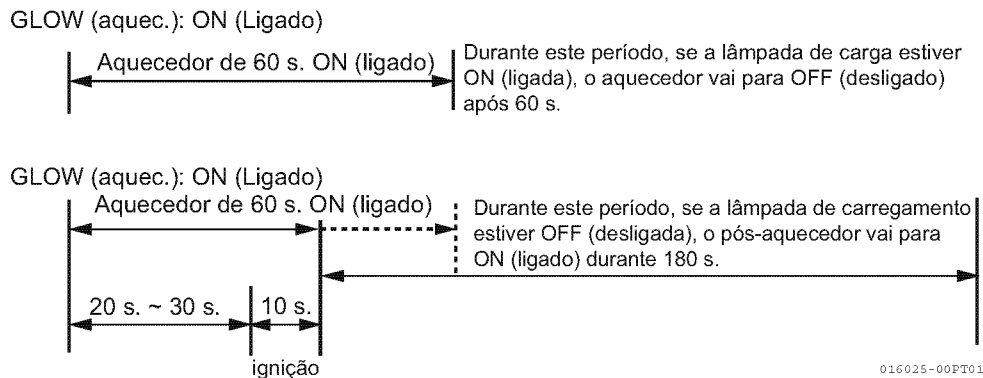 GLOW (aquec.): ON (Ligado)
Aquecedor de 60 s. ON (ligado)
Durante este período, se a lâmpada de carga estiver
ON (ligada), o aquecedor vai para OFF (desligado)
após 60 s.
GLOW (aquec.): ON (Ligado)
Aquecedor de 60 s. ON (ligado)
Durante este período, se a lâmpada de carregamento
estiver OFF (desligada), o pós-aquecedor vai para
ON (ligado) durante 180 s.
20 s. ~ 30 s.
10 s.
ignição
016025-00PT01